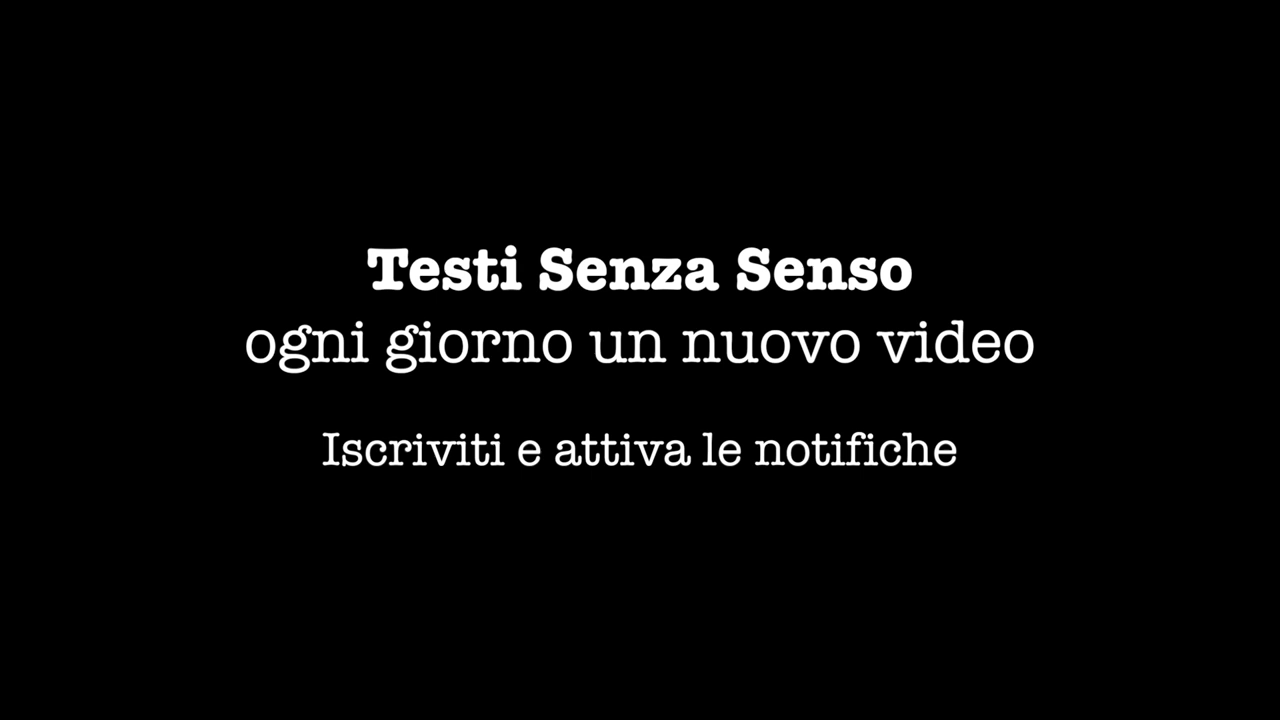 Testi Senza Senso
ogni giorno un nuovo video
Iscriviti e attiva le notifiche